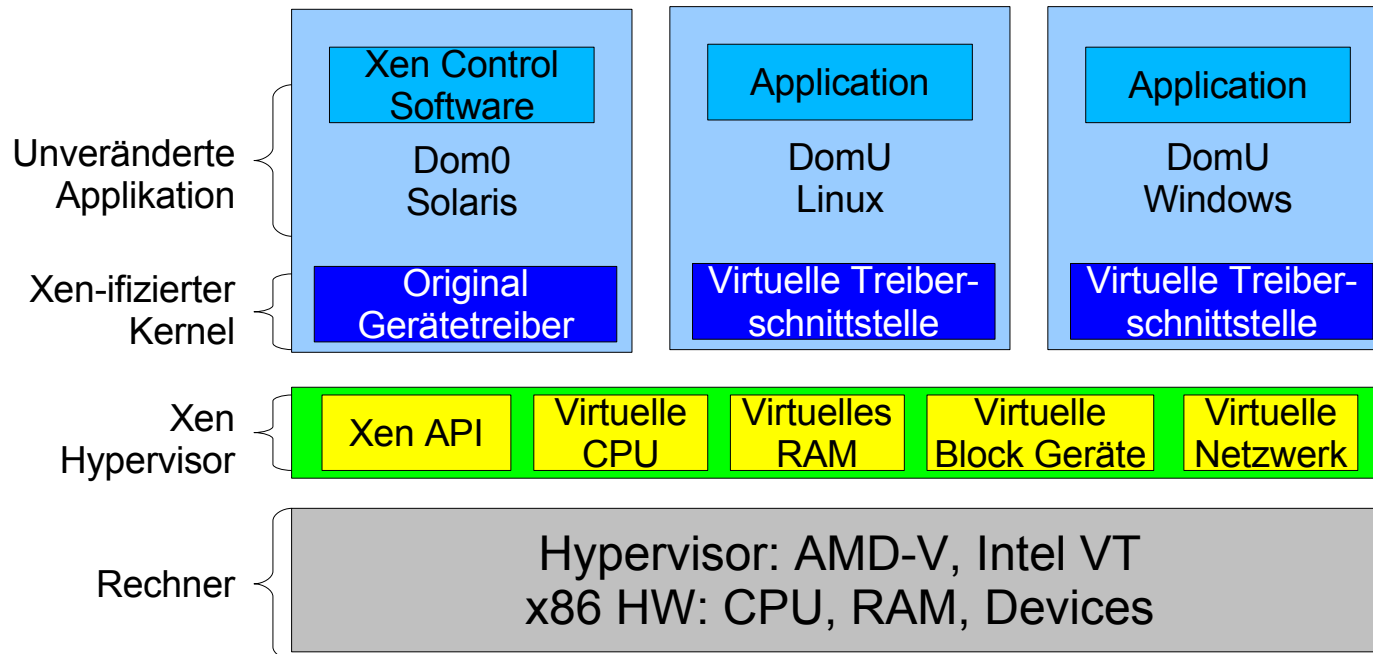 Unveränderte
Applikation
Xen Control
Software
Dom0
Solaris
Application
DomU
Linux
Application
DomU
Windows
Xen-ifizierter
Kernel
Original
Gerätetreiber
Virtuelle Treiber-
schnittstelle
Virtuelle Treiber-
schnittstelle
Xen
Hypervisor
Xen API
Virtuelle
CPU
Virtuelles
RAM
Virtuelle
Block Geräte
Virtuelle
Netzwerk
Rechner
Hypervisor: AMD-V, Intel VT
x86 HW: CPU, RAM, Devices